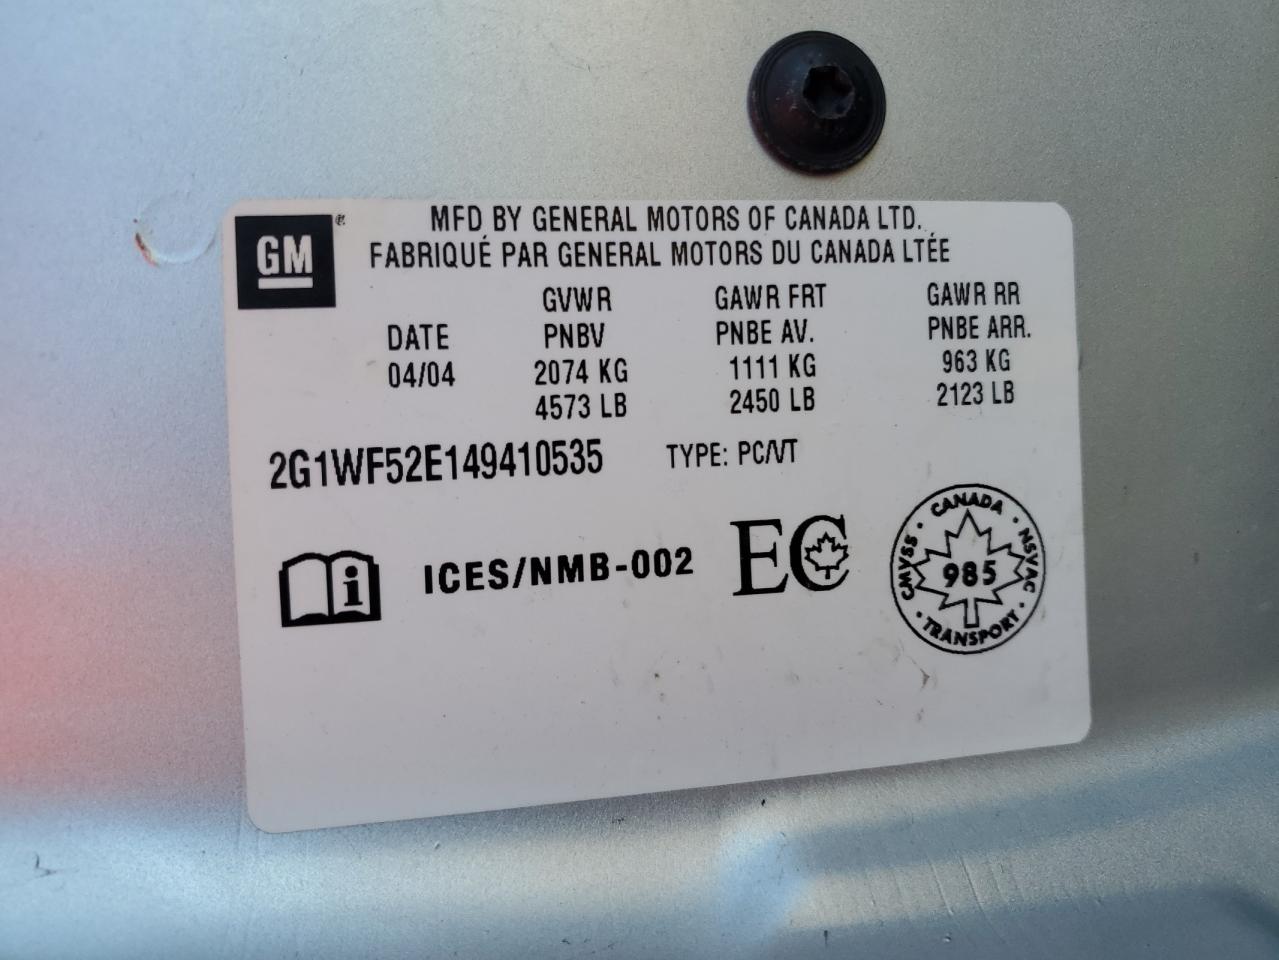 GM ®
MFD BY GENERAL MOTORS OF CANADA LTD.
FABRIQUÉ PAR GENERAL MOTORS DU CANADA LTÉE
GVWR GAWR FRT GAWR RR
DATE PNBV PNBE AV. PNBE ARR.
04/04 2074 KG 1111 KG 963 KG
4573 LB 2450 LB 2123 LB
2G1WF52E149410535 TYPE: PC/VT
i ICES/NMB-002 EC
CANADA
CMVSS · NSVAC
985
TRANSPORT